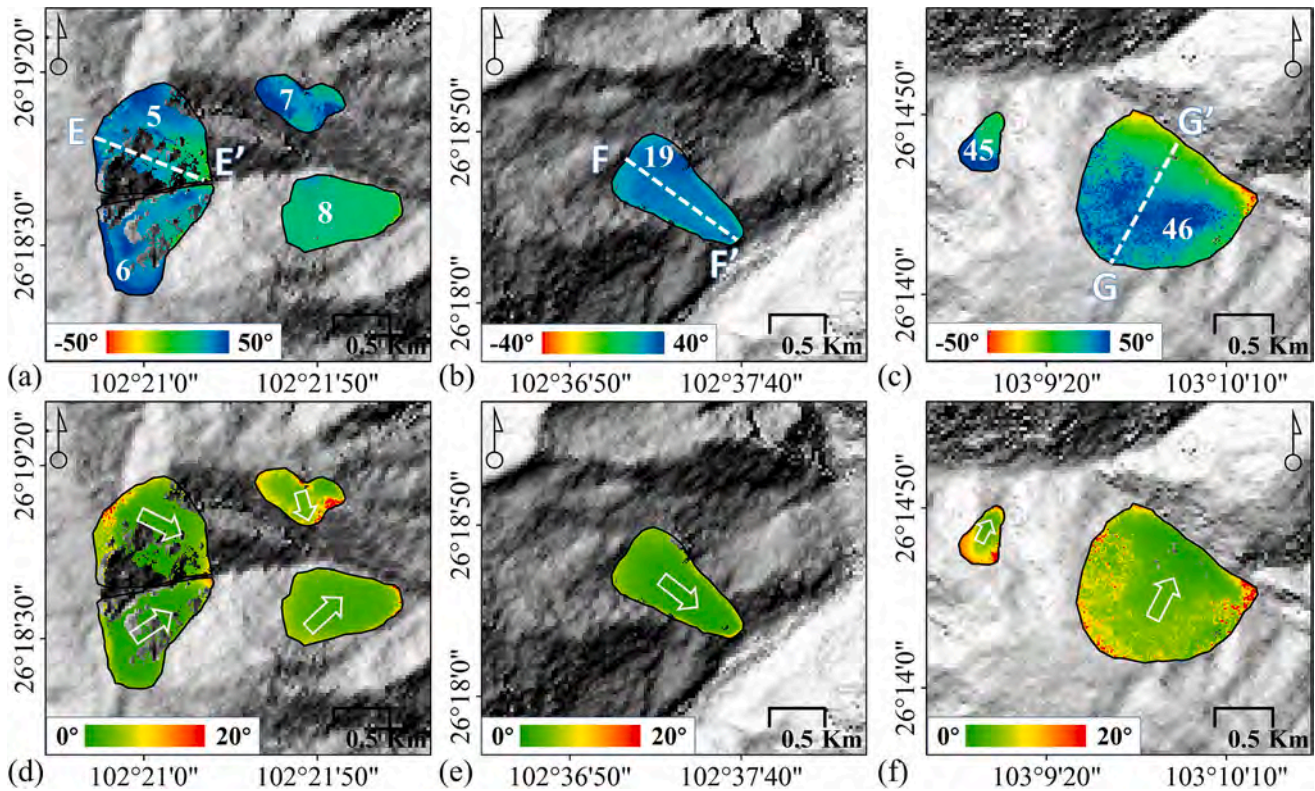 26°19'20"
26°18'30"
5
7
E
E'
8
6
-50° 50°
0.5 Km
(a)
102°21'0" 102°21'50"
26°18'50"
26°18'0"
F
19
F'
-40° 40°
0.5 Km
(b)
102°36'50" 102°37'40"
26°14'50"
26°14'0"
45
G'
46
G
-50° 50°
0.5 Km
(c)
103°9'20" 103°10'10"
26°19'20"
26°18'30"
0° 20°
0.5 Km
(d)
102°21'0" 102°21'50"
26°18'50"
26°18'0"
0° 20°
0.5 Km
(e)
102°36'50" 102°37'40"
26°14'50"
26°14'0"
0° 20°
0.5 Km
(f)
103°9'20" 103°10'10"